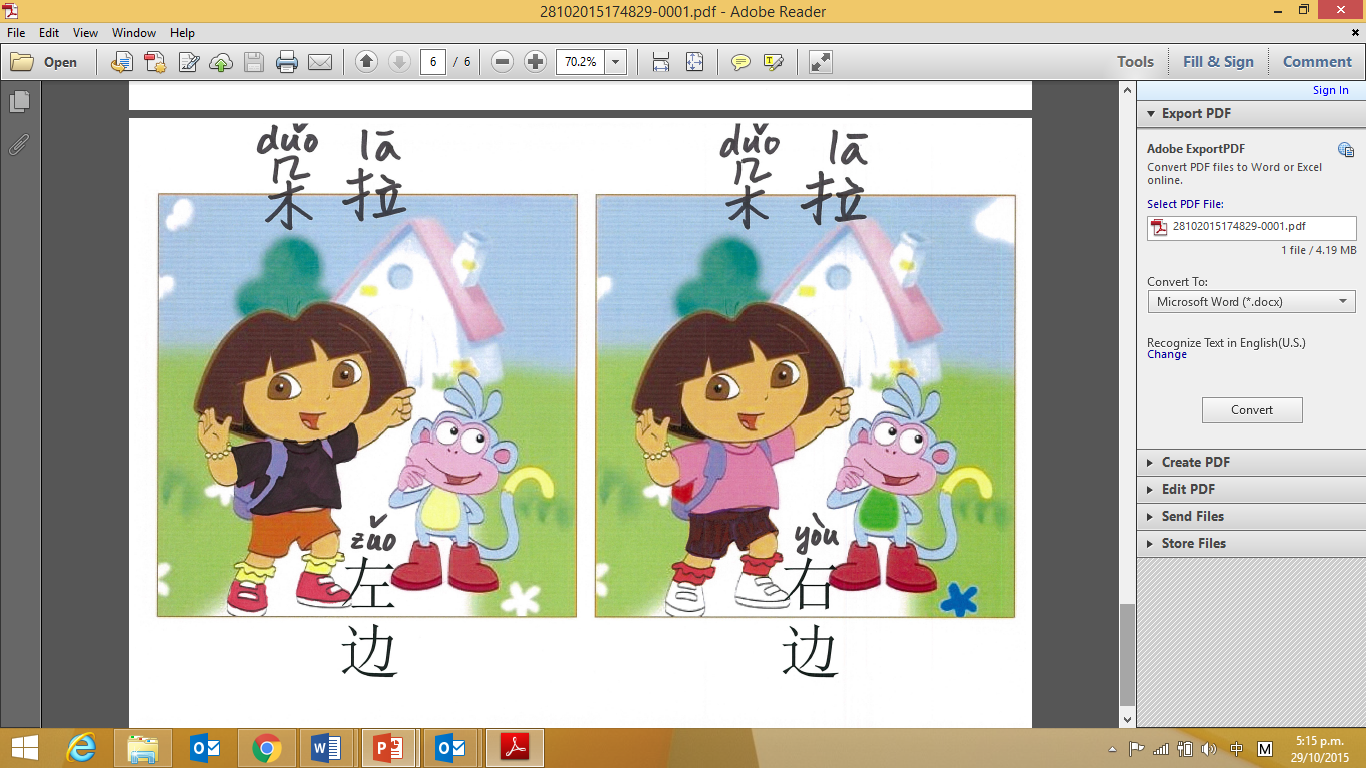 28102015174829-0001.pdf - Adobe Reader
File Edit View Window Help
Open 6 / 6 70.2% Tools Fill & Sign Comment
Sign In
Export PDF
Adobe ExportPDF
Convert PDF files to Word or Excel
online.
Select PDF File:
28102015174829-0001.pdf
1 file / 4.19 MB
Convert To:
Microsoft Word (*.docx)
Recognize Text in English(U.S.)
Change
Convert
Create PDF
Edit PDF
Send Files
Store Files
duǒ lā
朵 拉
zuǒ
左
边
duǒ lā
朵 拉
yòu
右
边
中 M
5:15 p.m.
29/10/2015